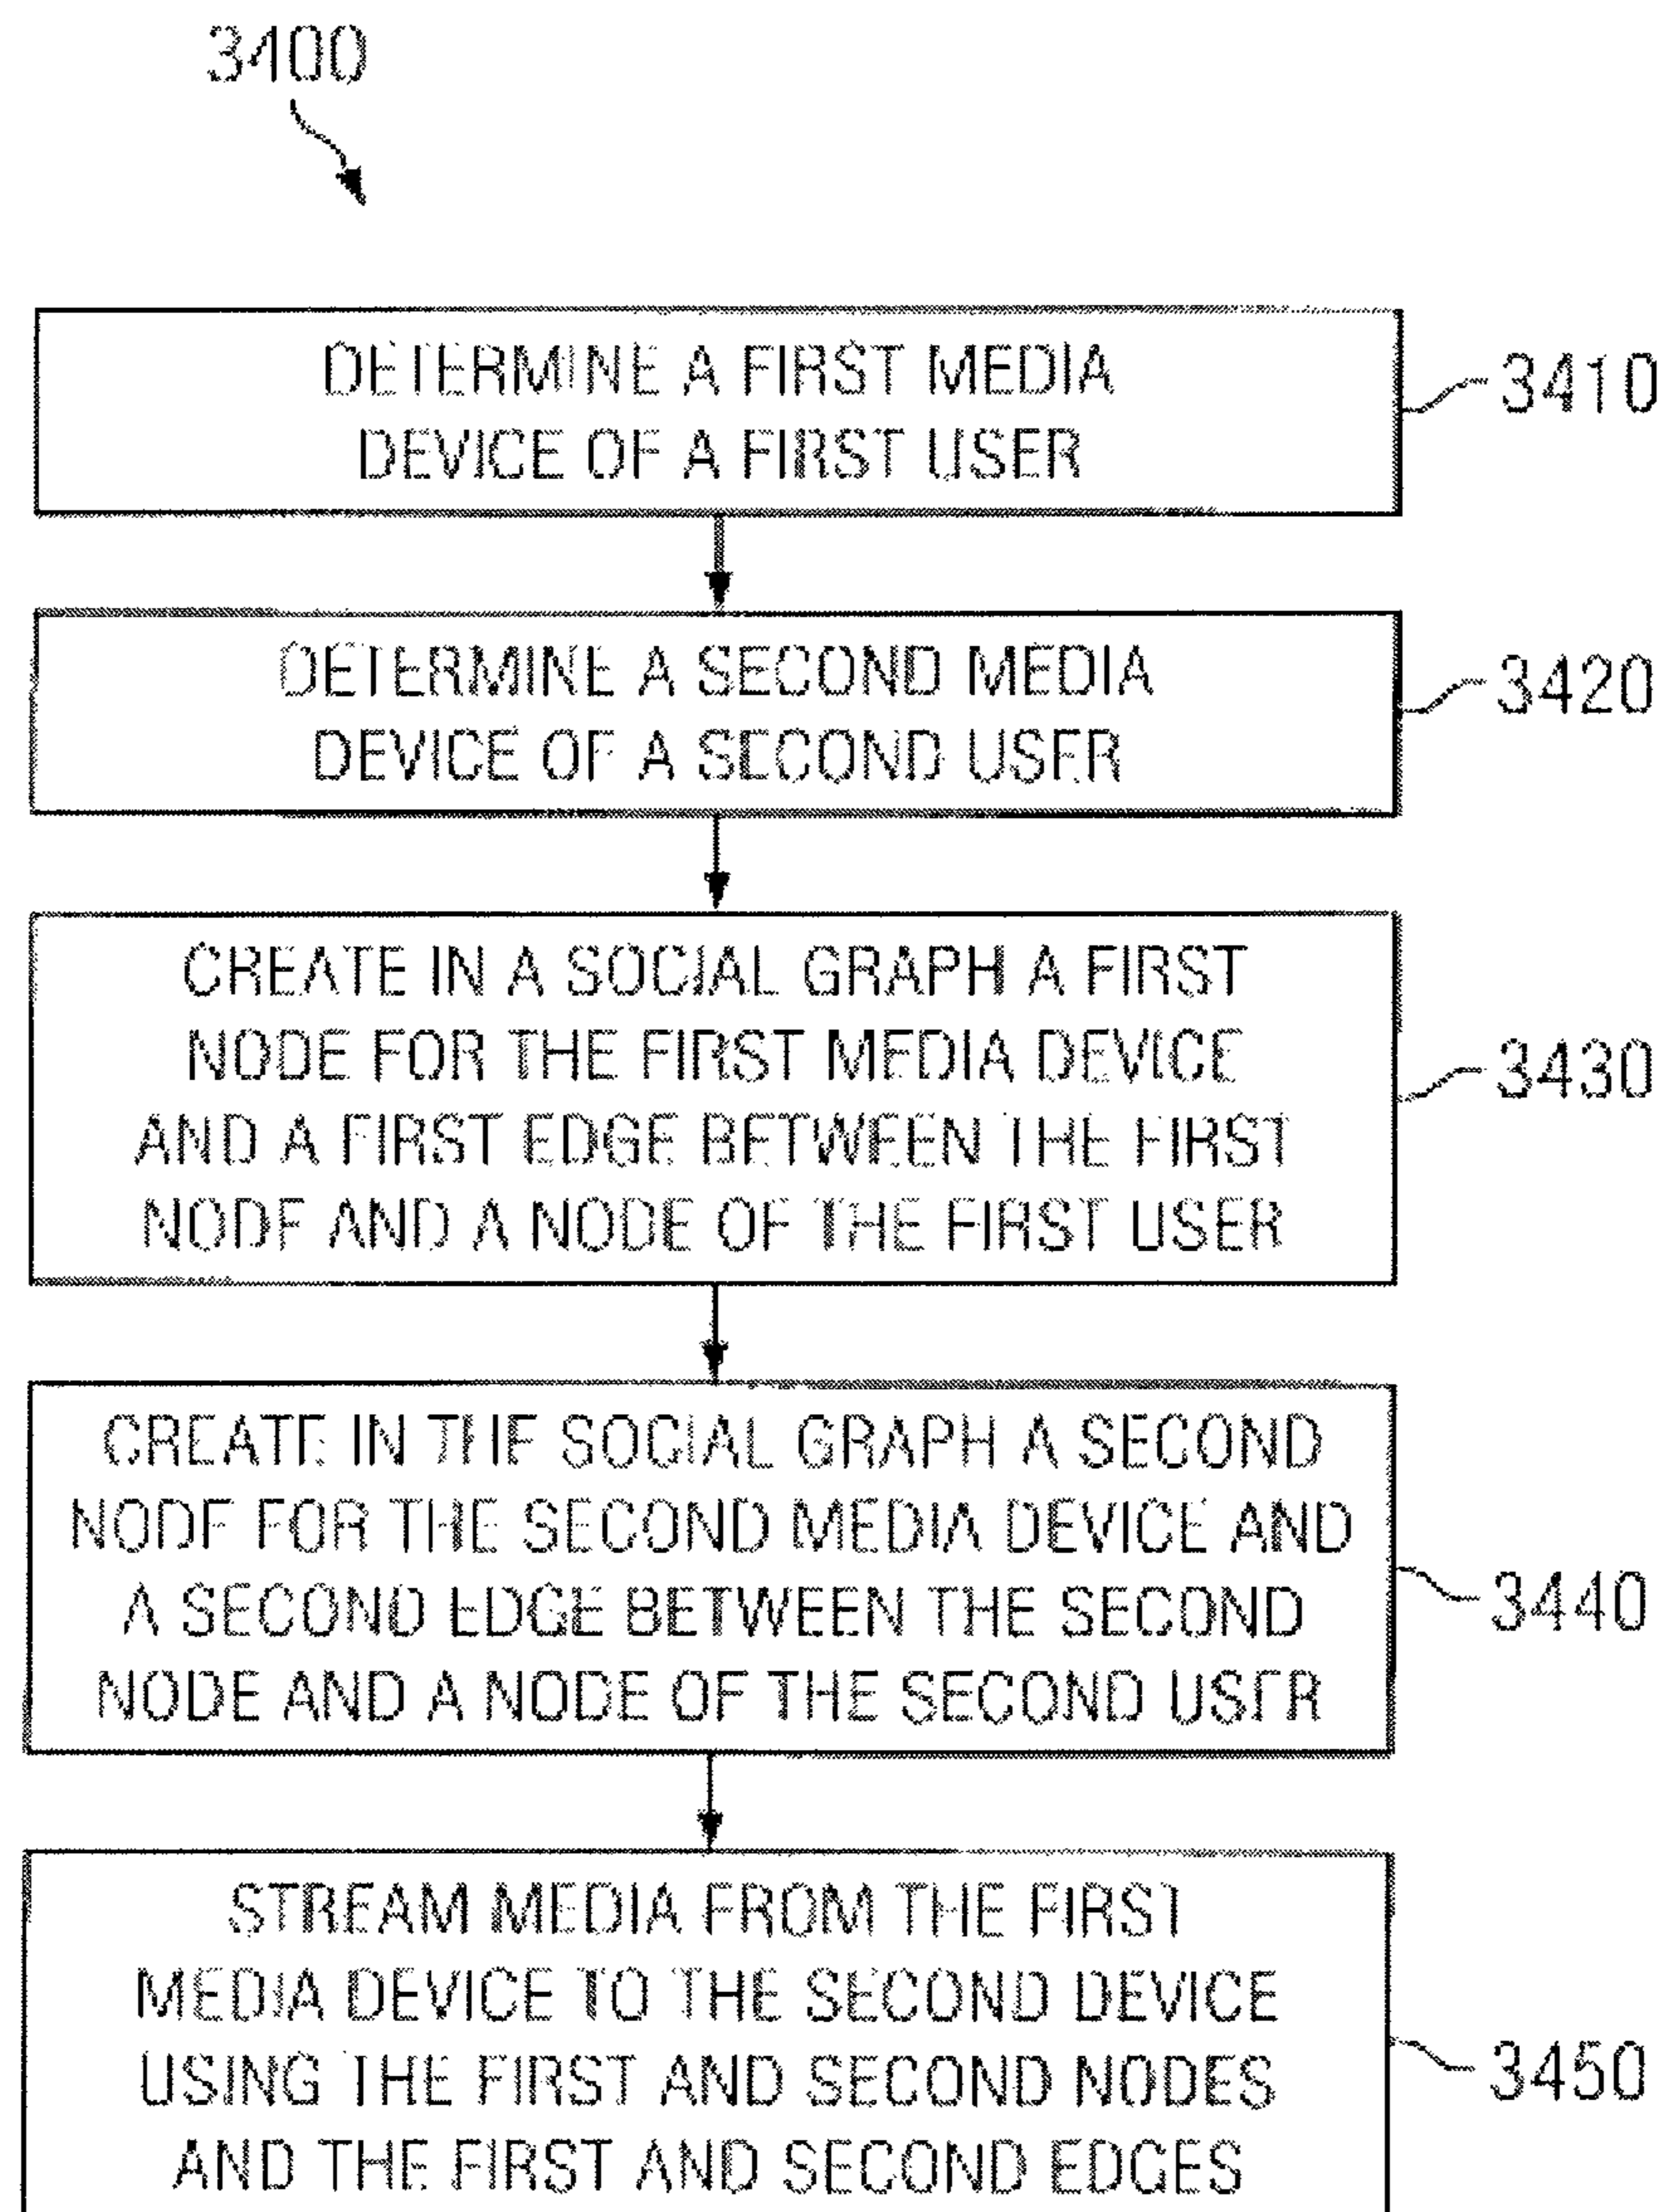 3400
DETERMINE A FIRST MEDIA
DEVICE OF A FIRST USER
3410
DETERMINE A SECOND MEDIA
DEVICE OF A SECOND USER
3420
CREATE IN A SOCIAL GRAPH A FIRST
NODE FOR THE FIRST MEDIA DEVICE
AND A FIRST EDGE BETWEEN THE FIRST
NODE AND A NODE OF THE FIRST USER
3430
CREATE IN THE SOCIAL GRAPH A SECOND
NODE FOR THE SECOND MEDIA DEVICE AND
A SECOND EDGE BETWEEN THE SECOND
NODE AND A NODE OF THE SECOND USER
3440
STREAM MEDIA FROM THE FIRST
MEDIA DEVICE TO THE SECOND DEVICE
USING THE FIRST AND SECOND NODES
AND THE FIRST AND SECOND EDGES
3450